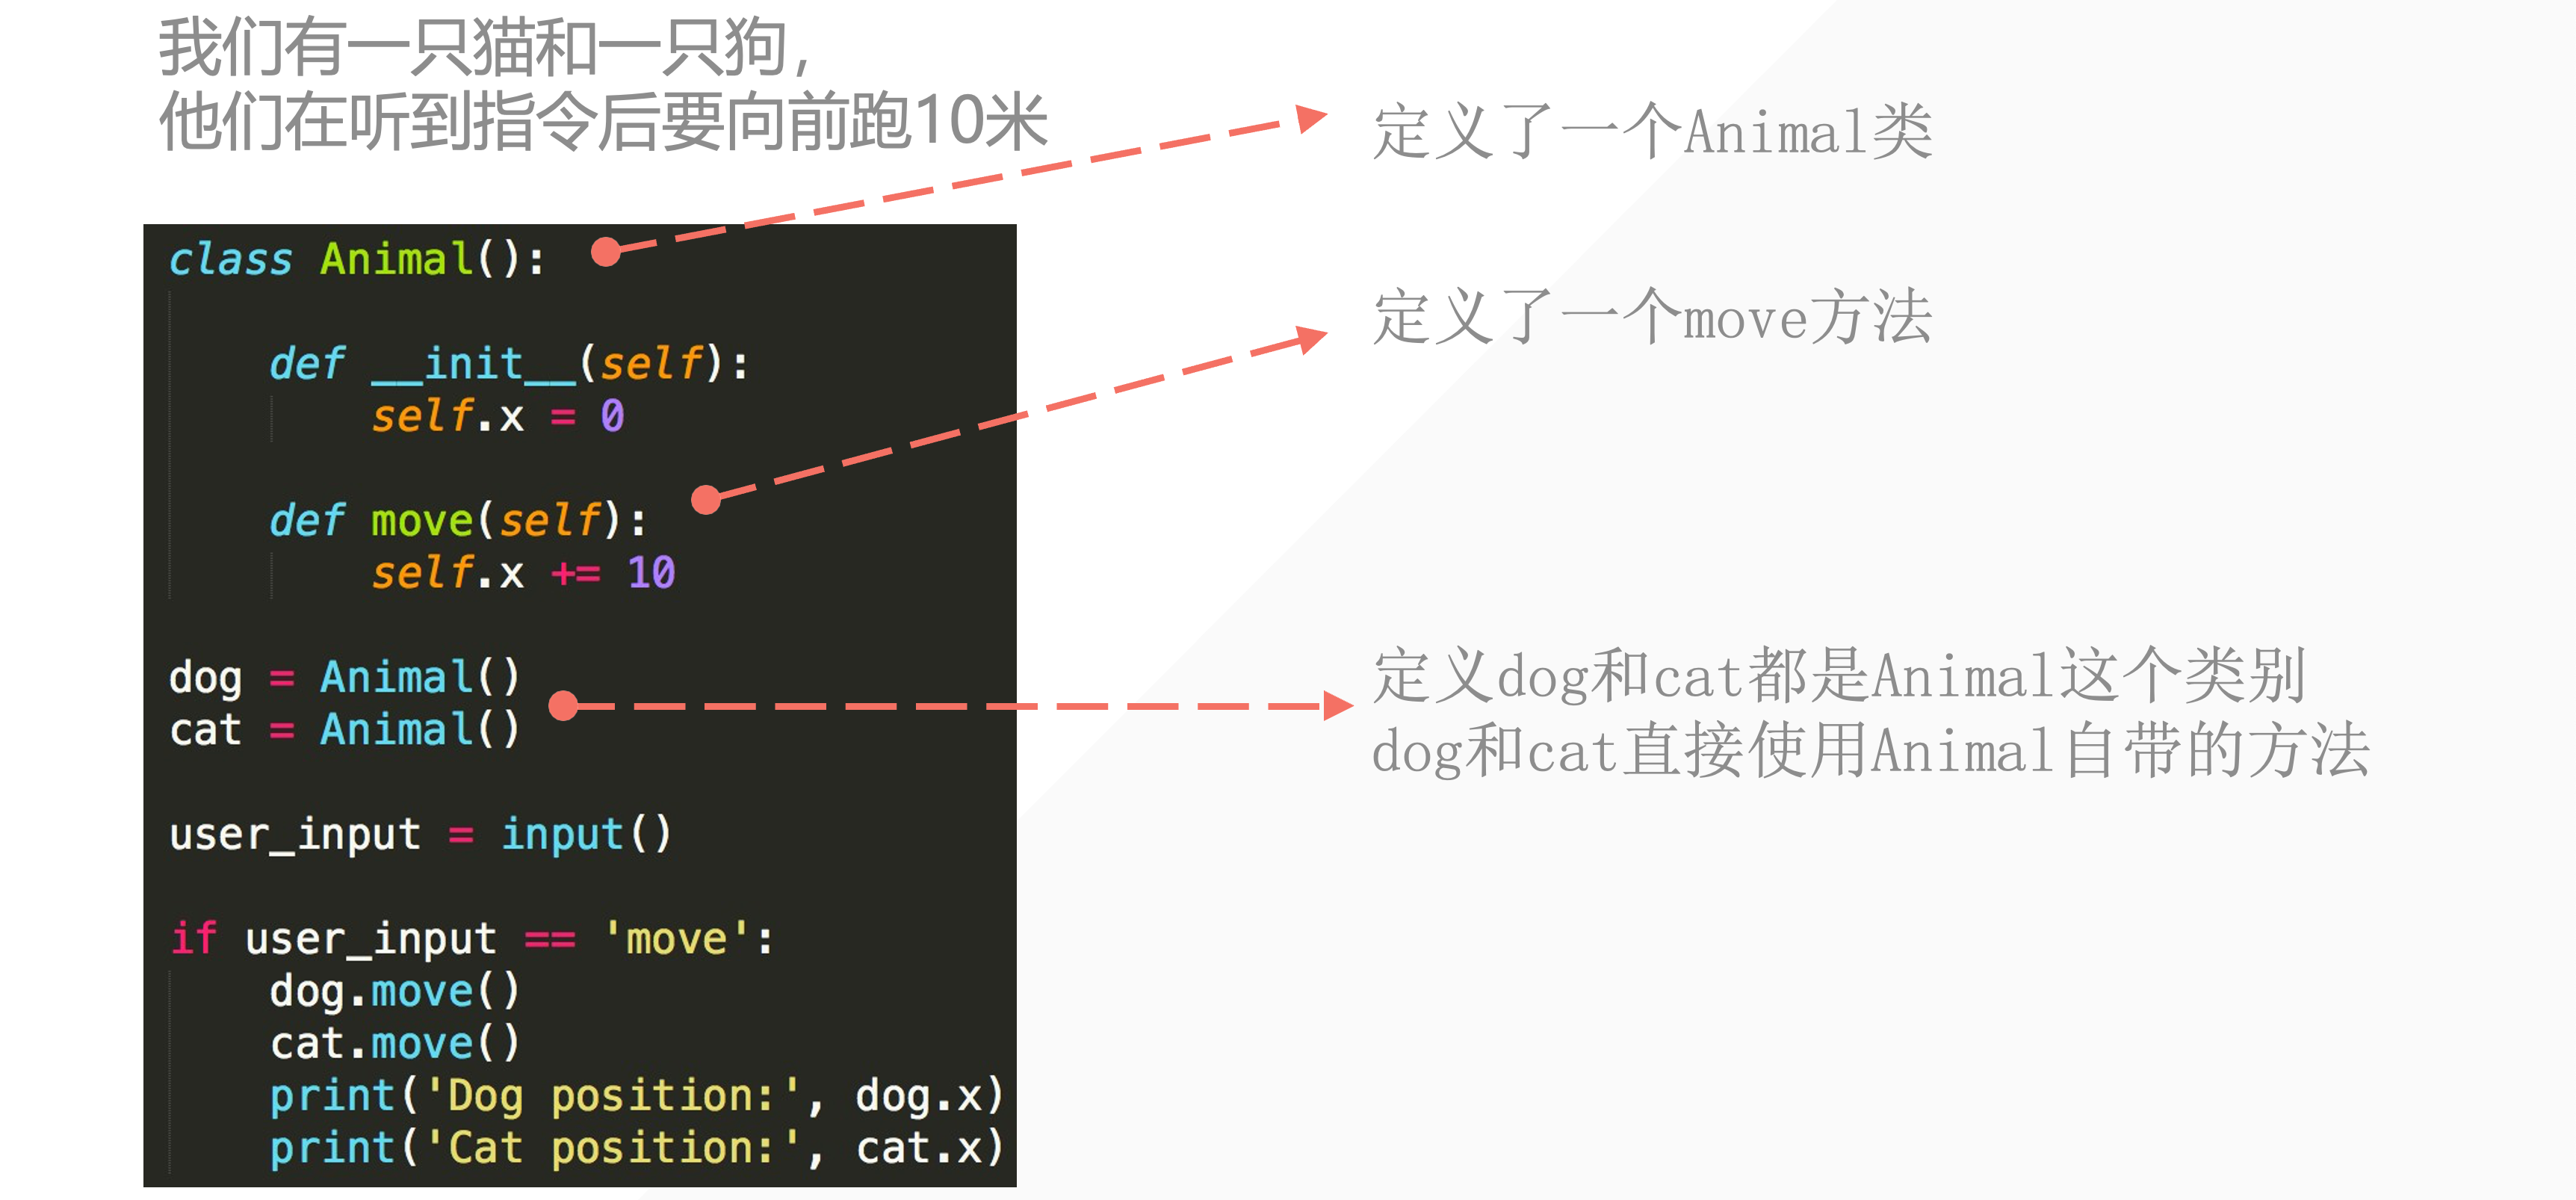 我们有一只猫和一只狗，
他们在听到指令后要向前跑10米
定义了一个Animal类
定义了一个move方法
class Animal():
def __init__(self):
self.x = 0
def move(self):
self.x += 10
dog = Animal()
cat = Animal()
定义dog和cat都是Animal这个类别
dog和cat直接使用Animal自带的方法
user_input = input()
if user_input == 'move':
dog.move()
cat.move()
print('Dog position:', dog.x)
print('Cat position:', cat.x)